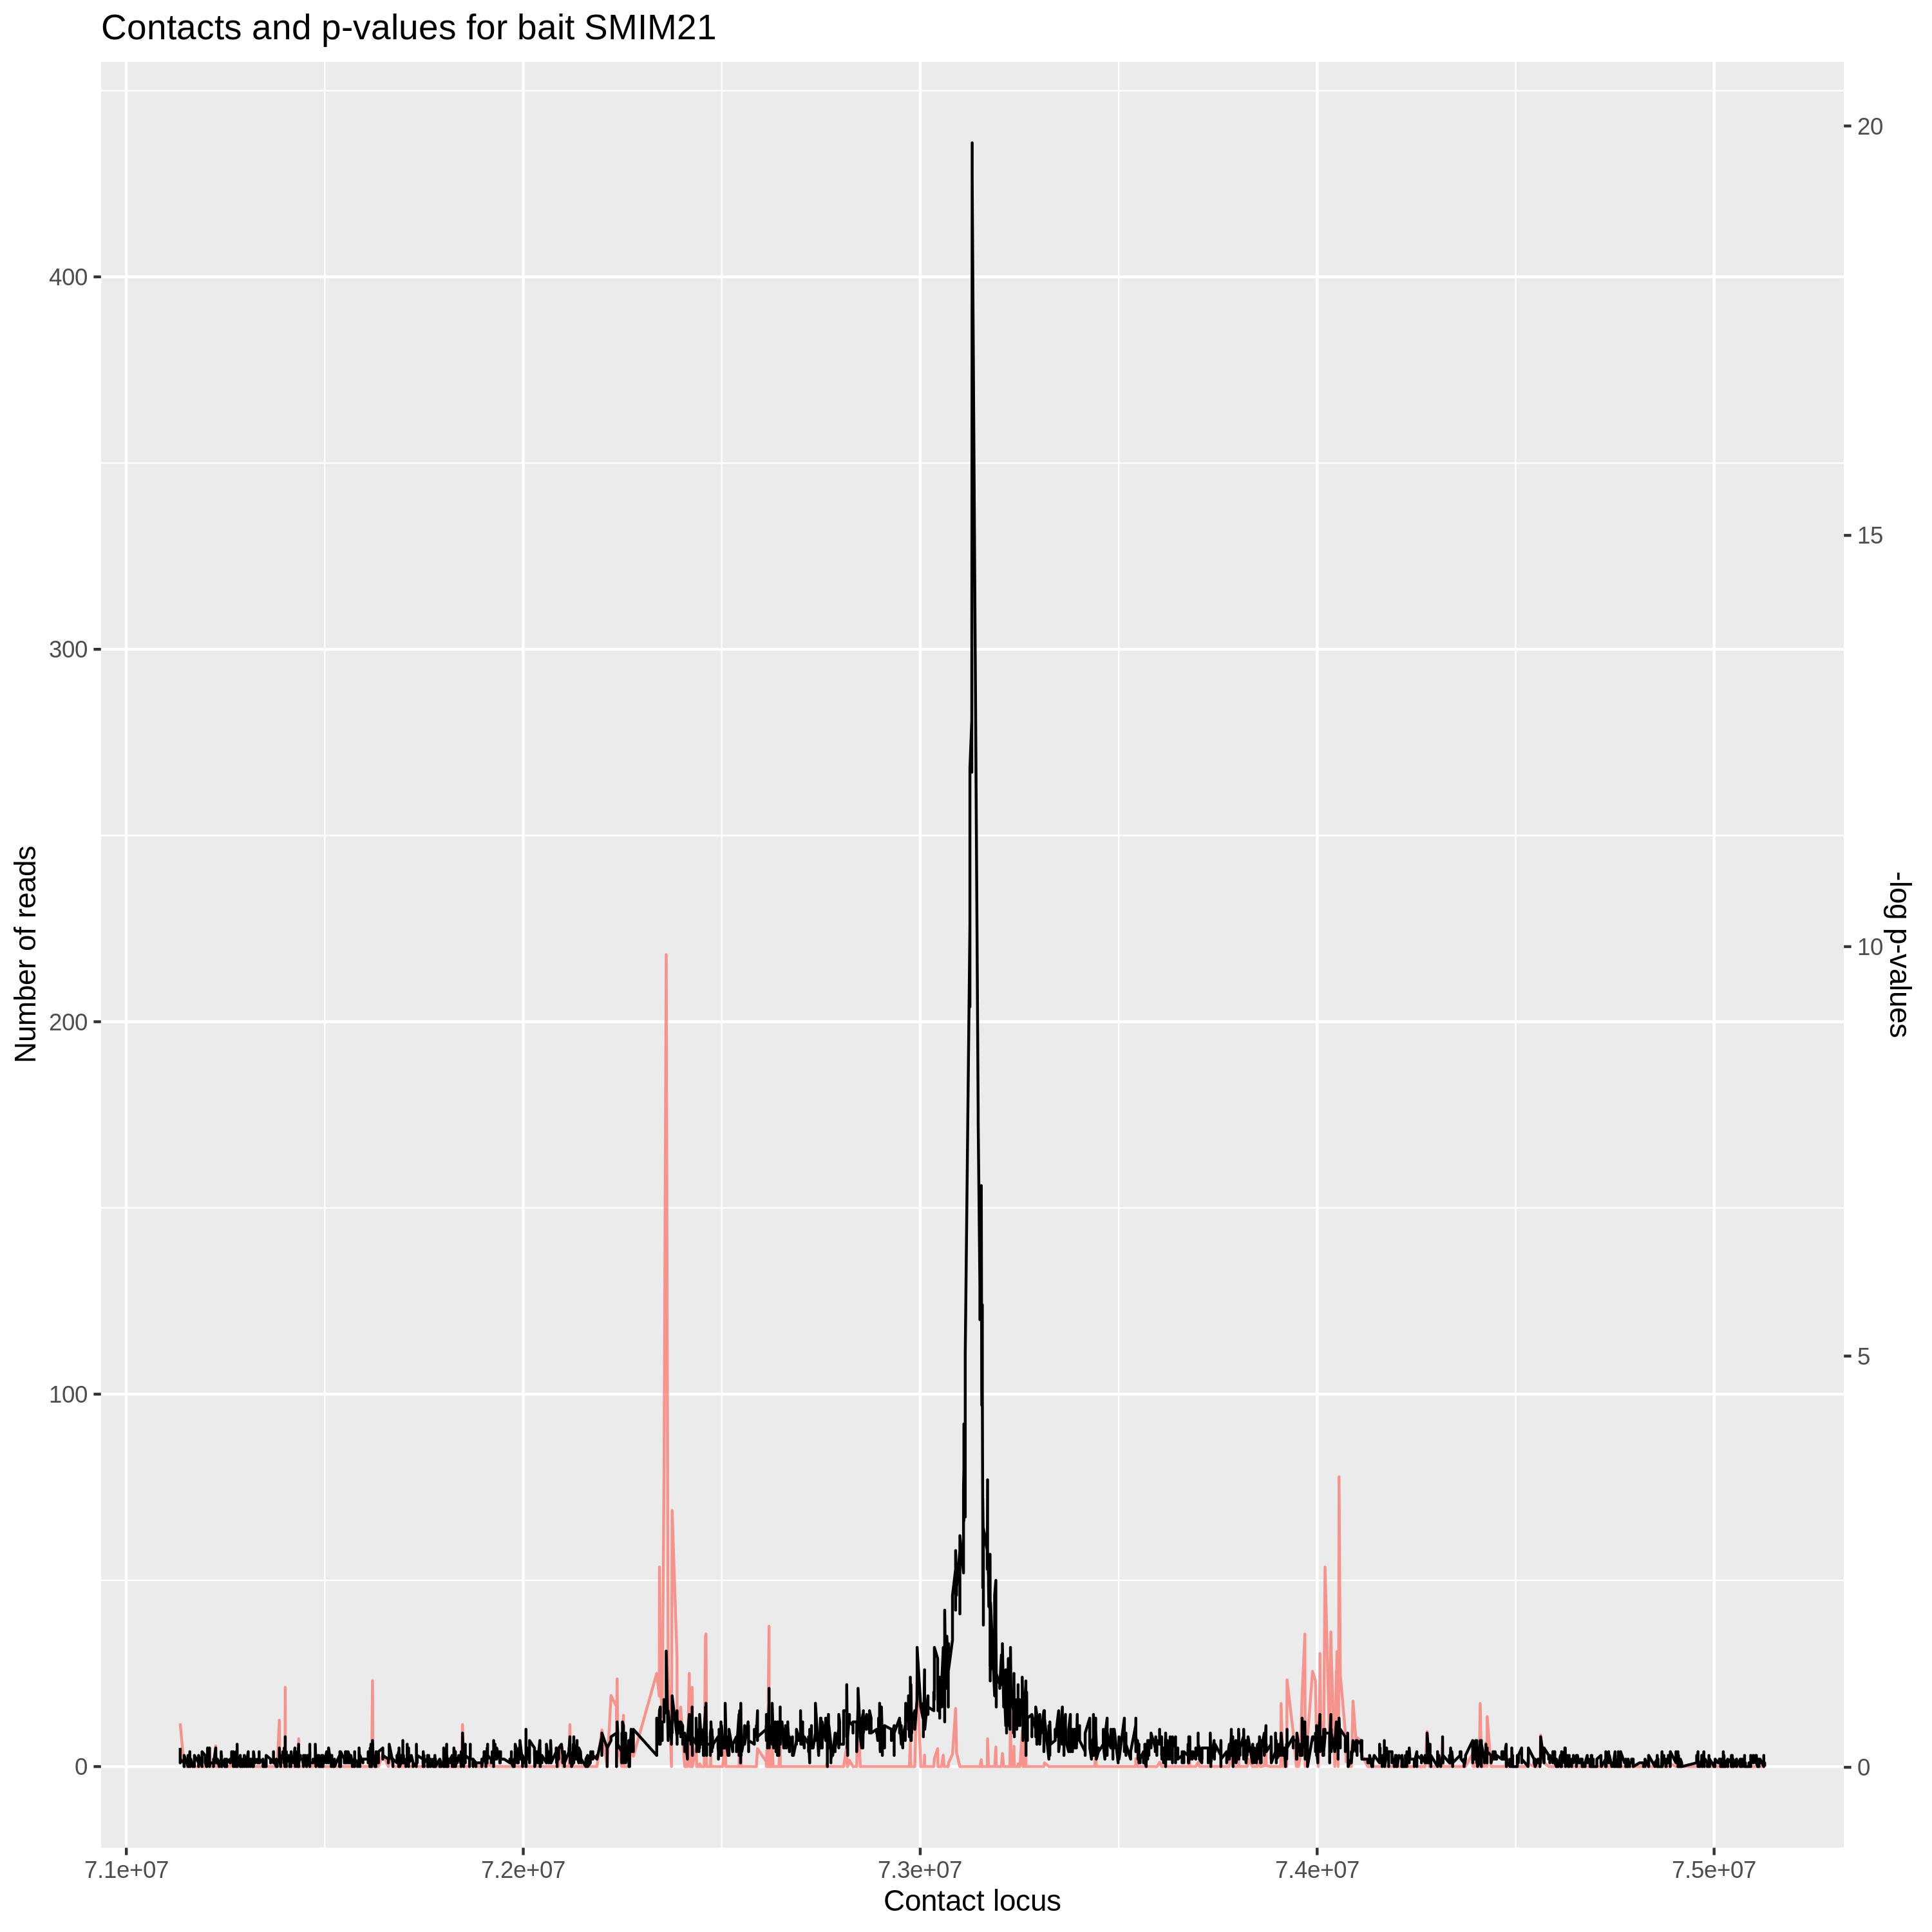 Contacts and p-values for bait SMIM21
Number of reads
400
300
200
100
0
20
15
10
5
0
-log p-values
7.1e+07 7.2e+07 7.3e+07 7.4e+07 7.5e+07
Contact locus